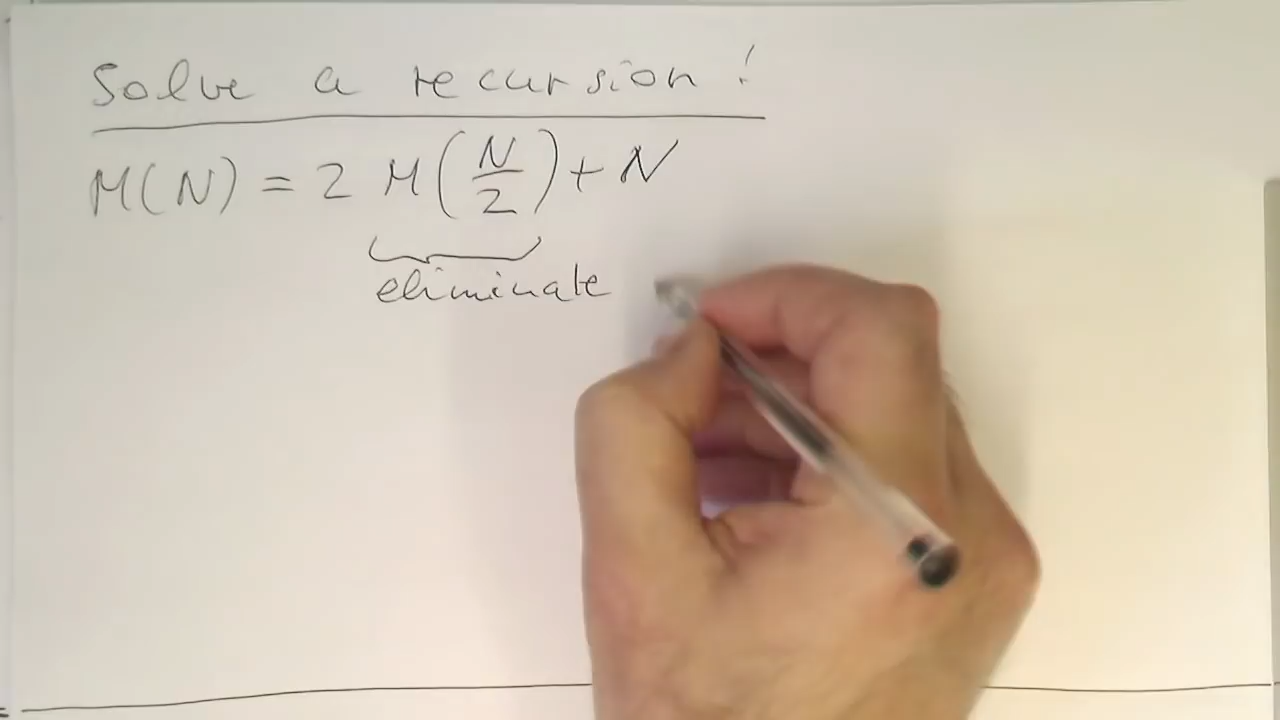 Solve a recursion!
M(N) = 2 M(N/2) + N
eliminate